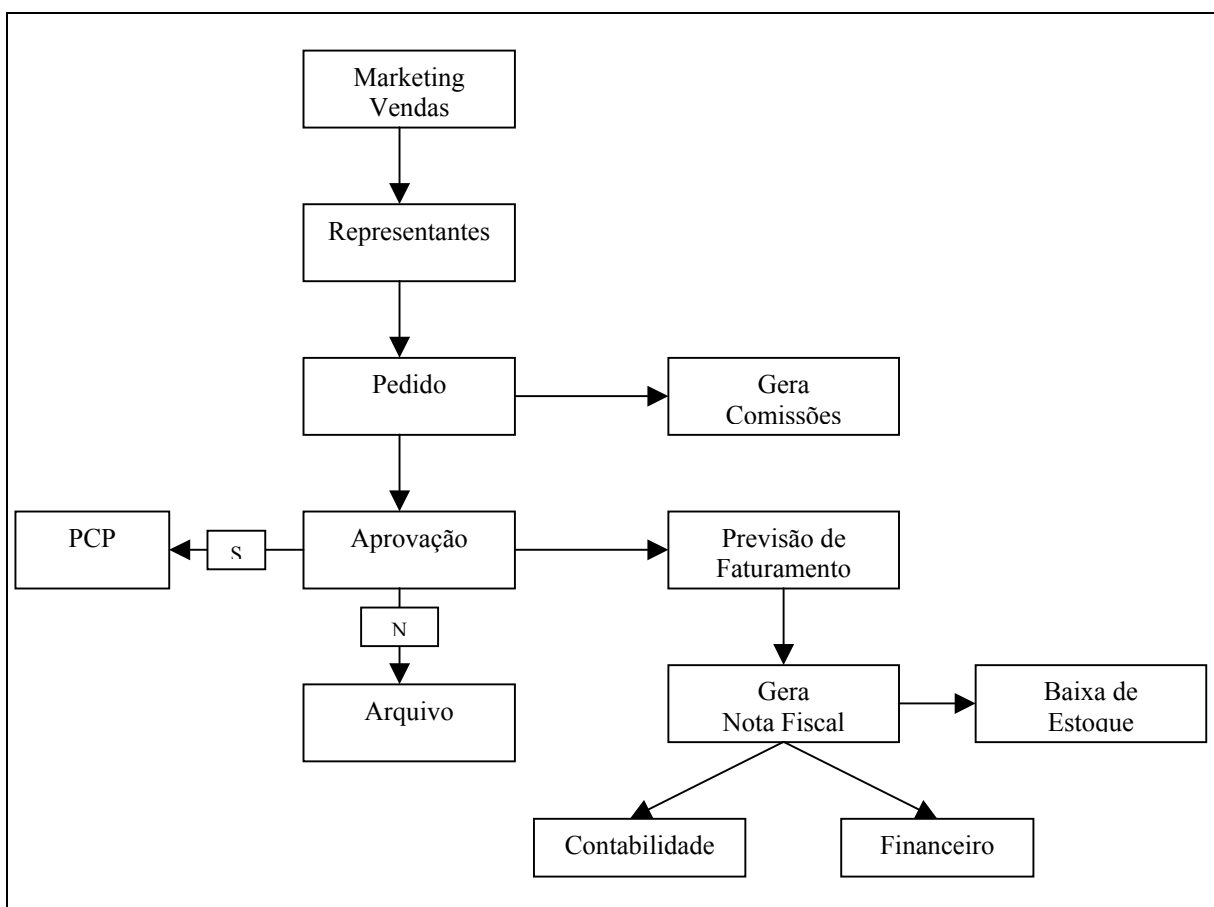 Marketing
Vendas
Representantes
Pedido
Gera
Comissões
PCP
S
Aprovação
Previsão de
Faturamento
N
Arquivo
Gera
Nota Fiscal
Baixa de
Estoque
Contabilidade
Financeiro